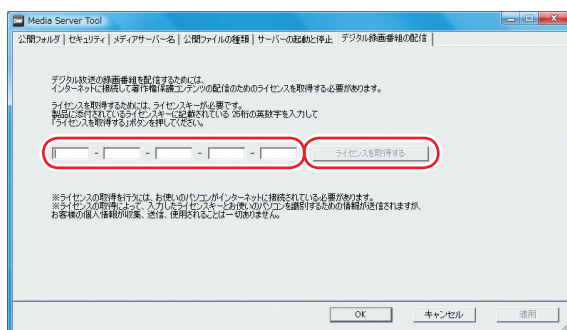 Media Server Tool
公開フォルダ | セキュリティ | メディアサーバー名 | 公開ファイルの種類 | サーバーの起動と停止 | デジタル録画番組の配信
デジタル放送の録画番組を配信するためには、
インターネットに接続して著作権保護コンテンツの配信のためのライセンスを取得する必要があります。
ライセンスを取得するためには、ライセンスキーが必要です。
製品に添付されているライセンスキーに記載されている 25桁の英数字を入力して
「ライセンスを取得する」ボタンを押してください。
- - - - ライセンスを取得する
※ライセンスの取得を行うには、お使いのパソコンがインターネットに接続されている必要があります。
※ライセンスの取得によって、入力したライセンスキーとお使いのパソコンを識別するための情報が送信されますが、
お客様の個人情報が収集、送信、使用されることは一切ありません。
OK キャンセル 適用